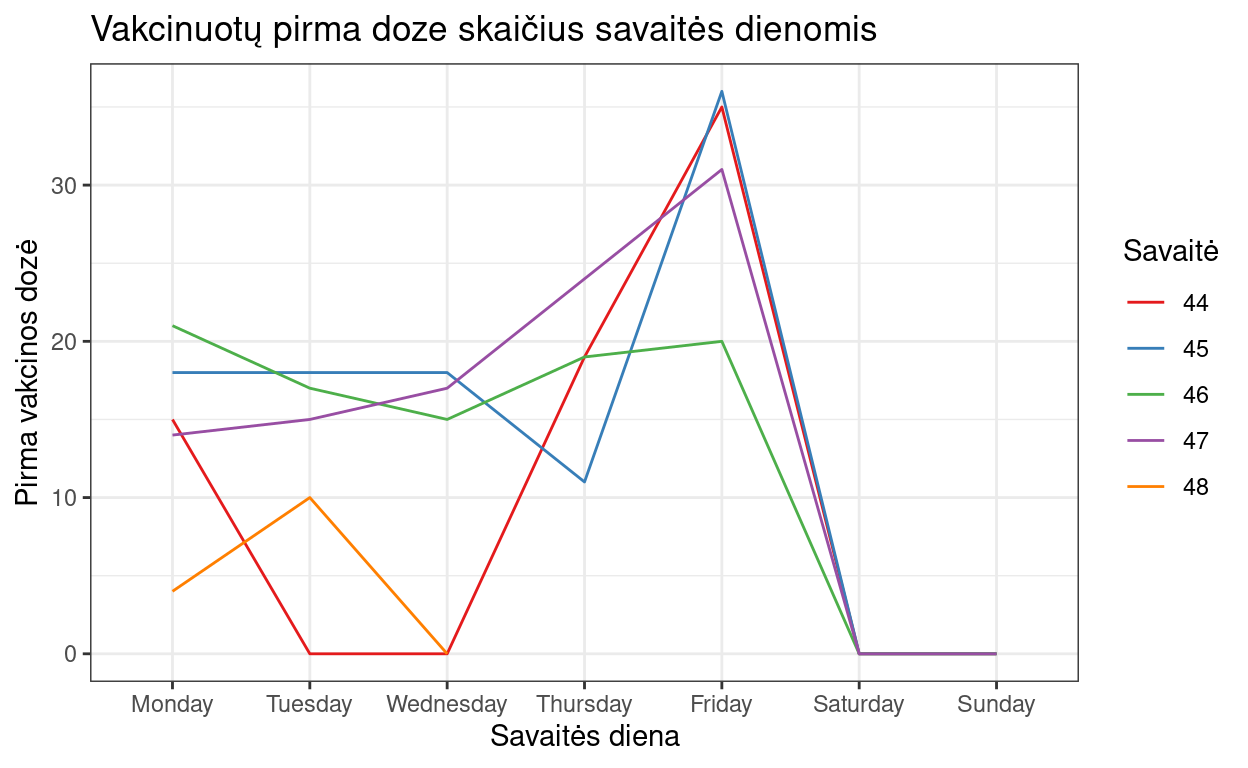 Vakcinuotų pirma doze skaičius savaitės dienomis
Pirma vakcinos dozė
30
20
10
0
Monday Tuesday Wednesday Thursday Friday Saturday Sunday
Savaitės diena
Savaitė
44
45
46
47
48